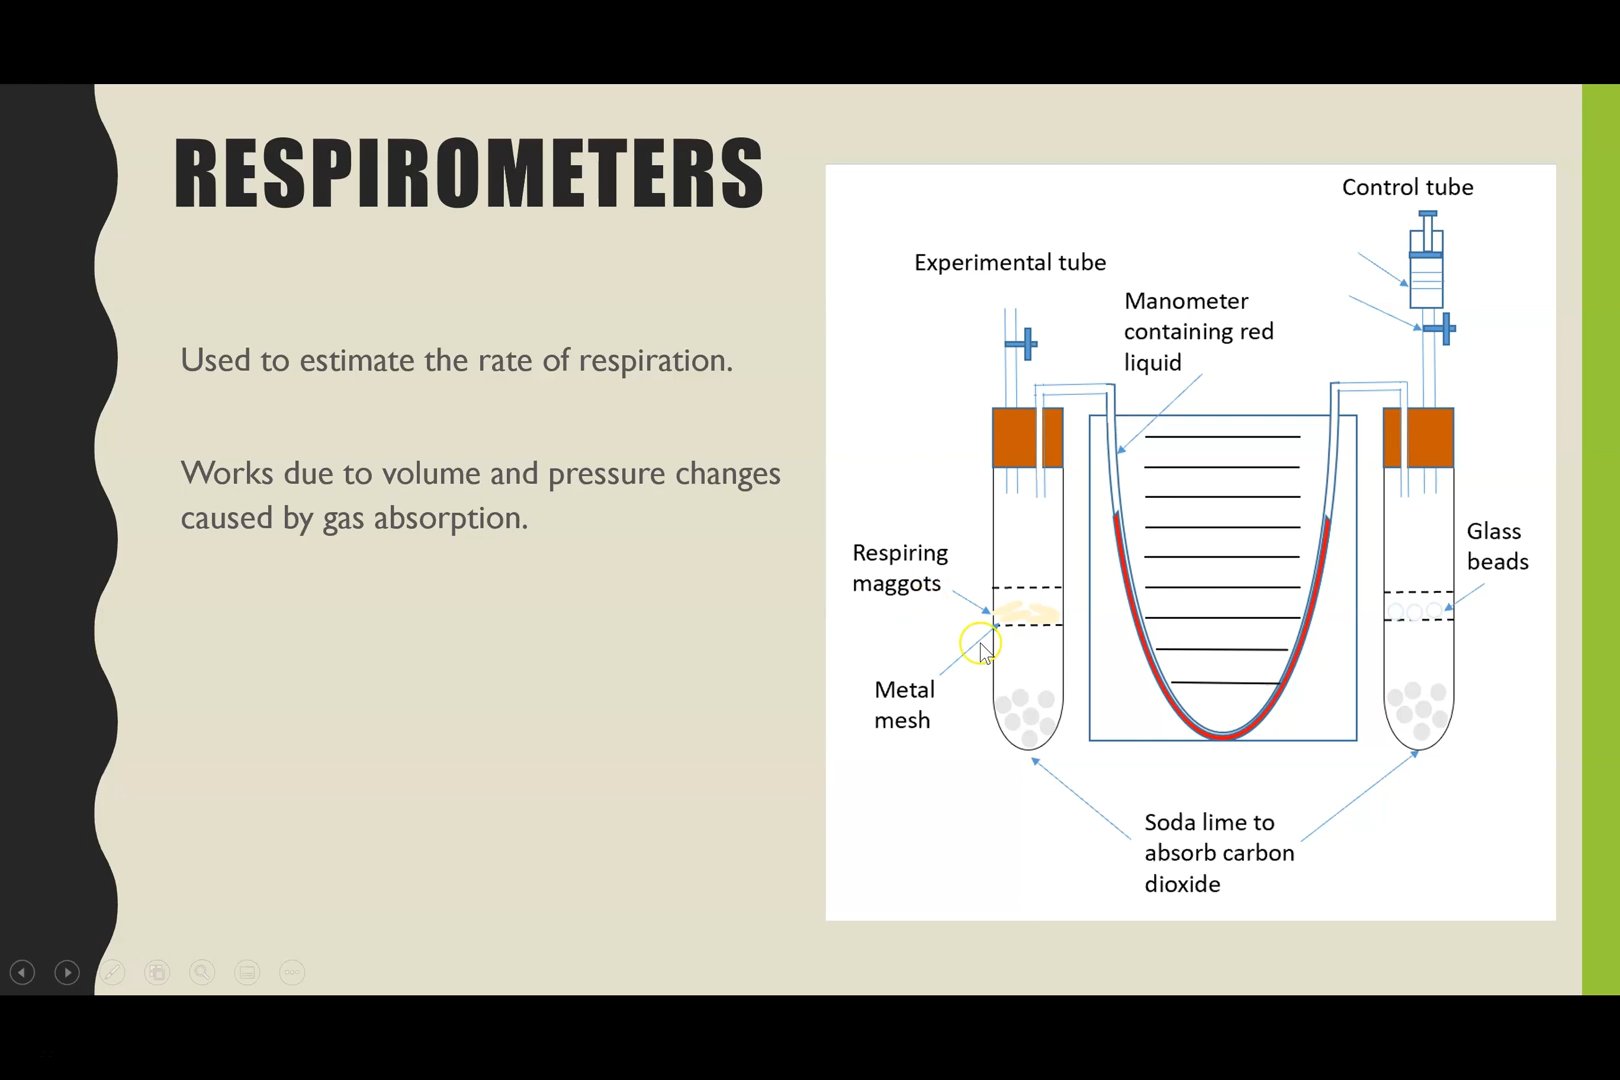 RESPIROMETERS
Used to estimate the rate of respiration.
Works due to volume and pressure changes
caused by gas absorption.
Control tube
Experimental tube
Manometer
containing red
liquid
Respiring
maggots
Glass
beads
Metal
mesh
Soda lime to
absorb carbon
dioxide